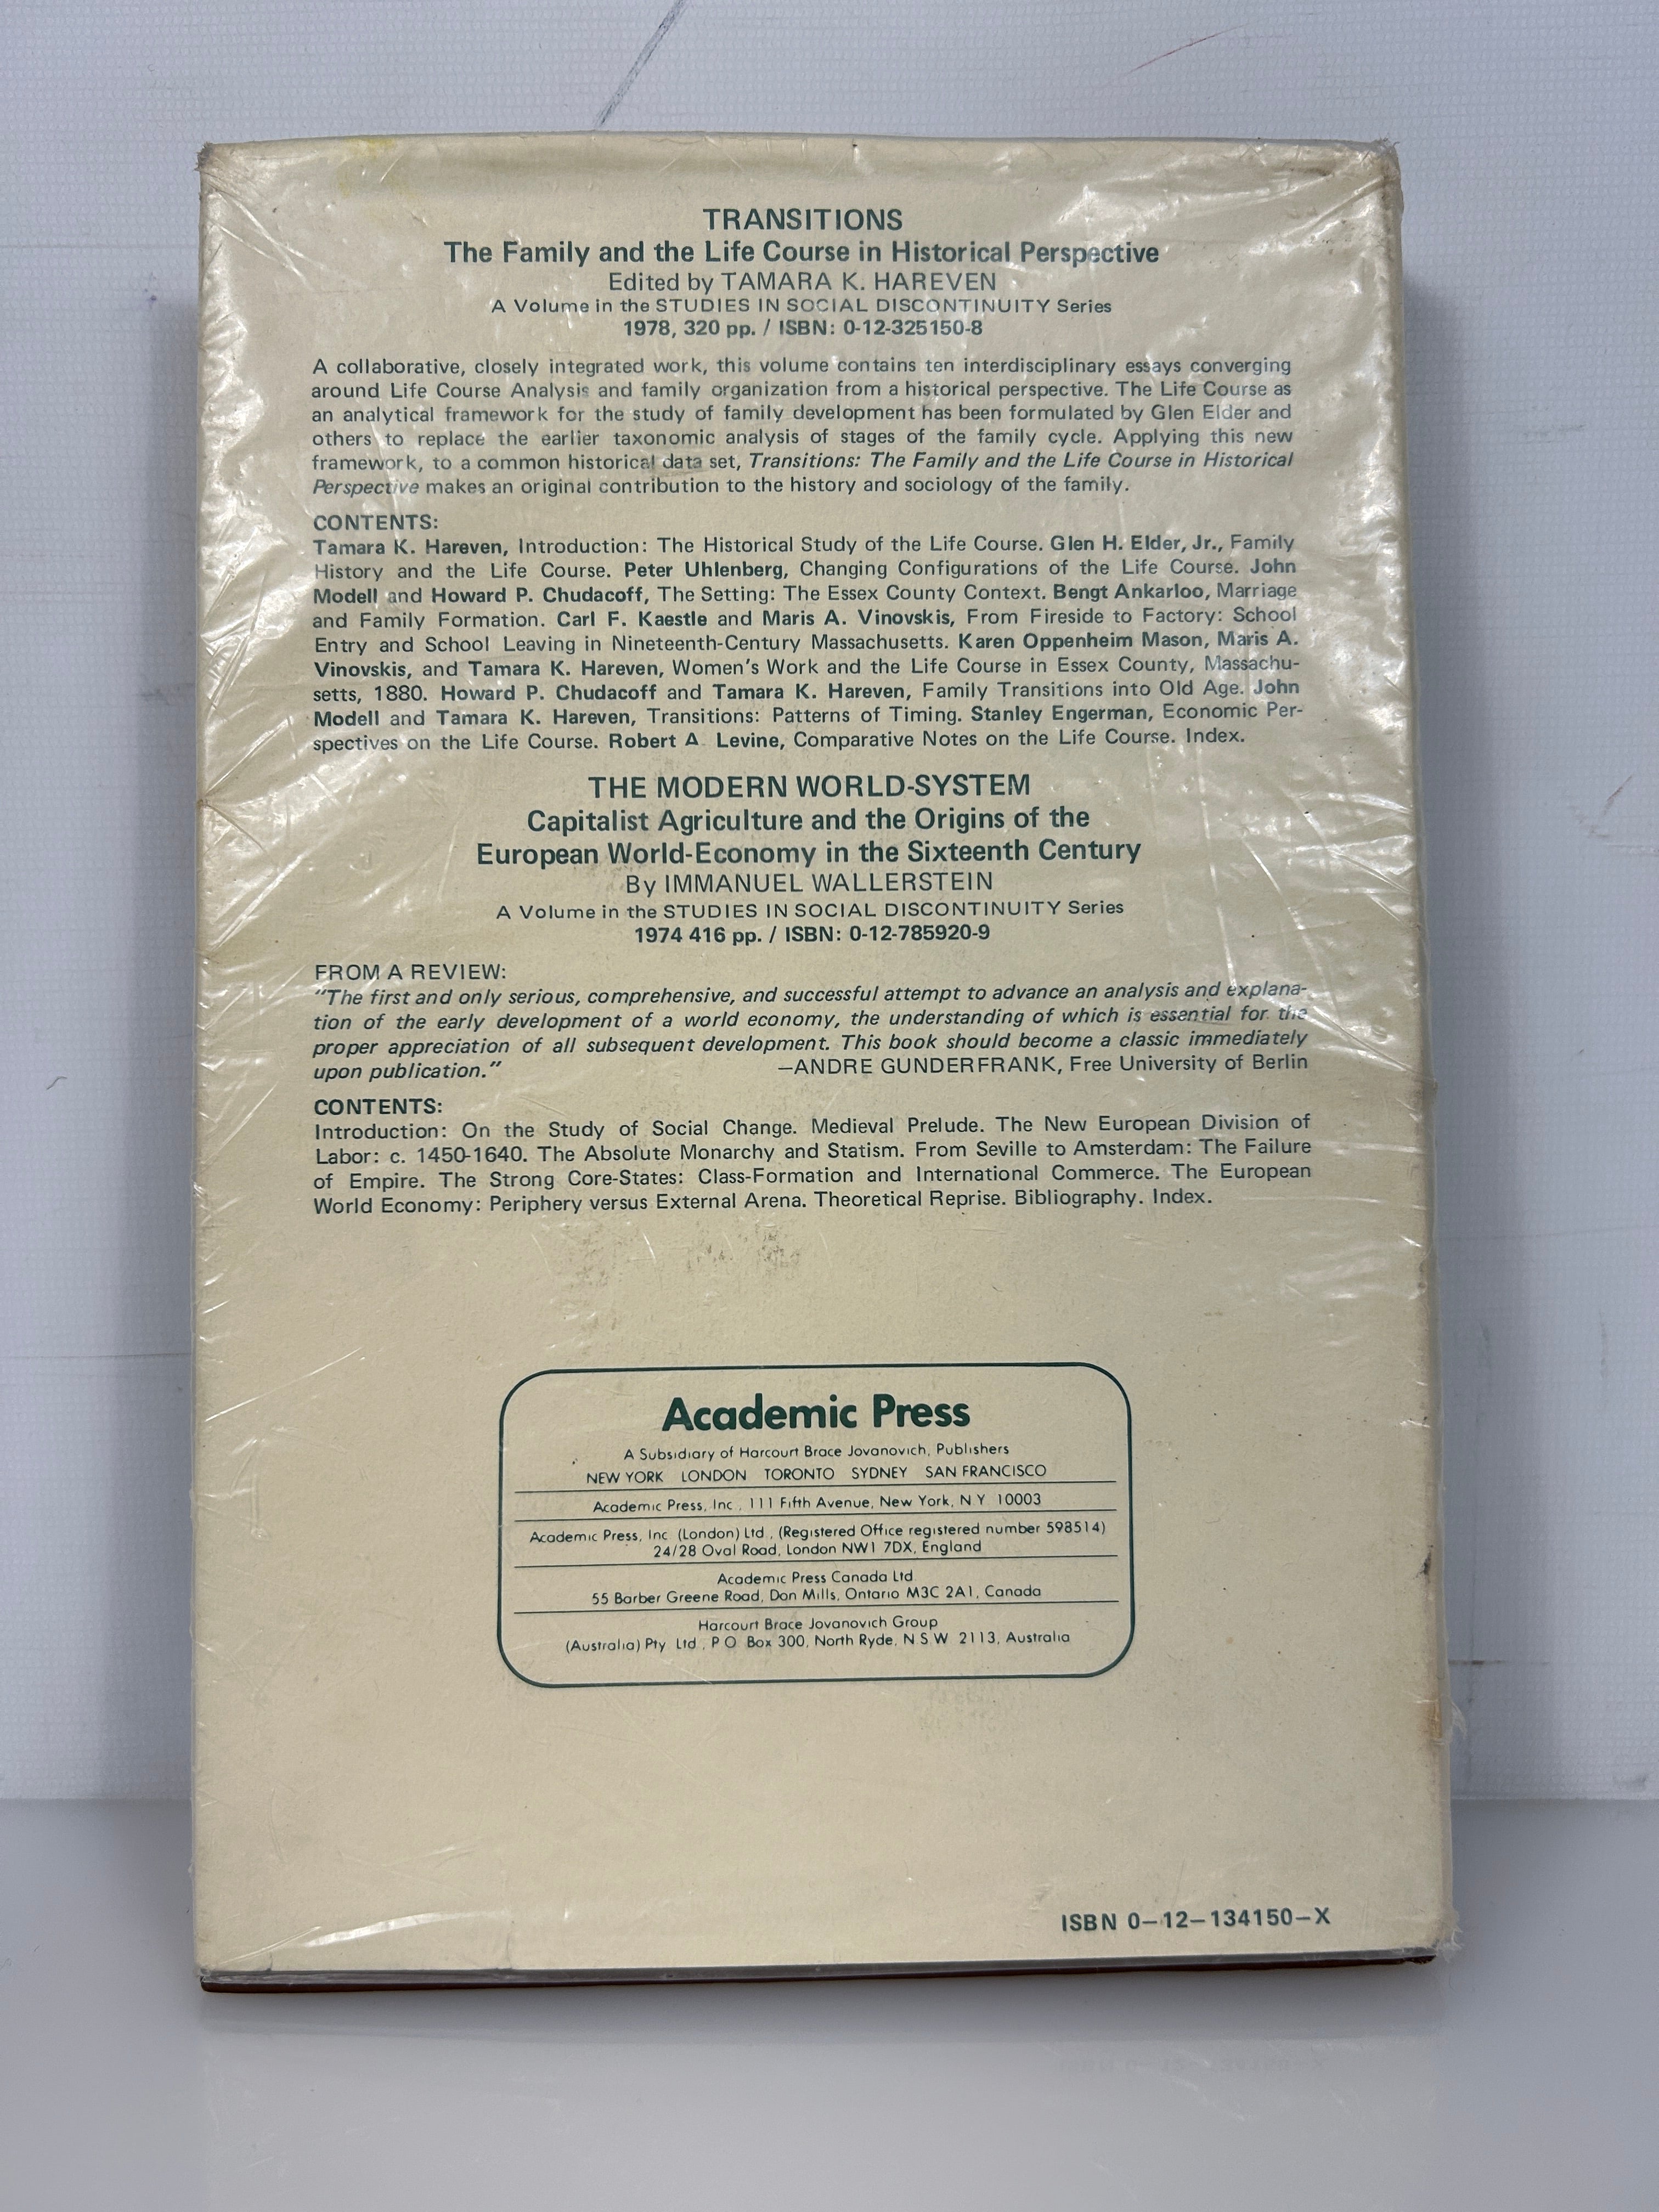 TRANSITIONS
The Family and the Life Course in Historical Perspective
Edited by TAMARA K. HAREVEN
A Volume in the STUDIES IN SOCIAL DISCONTINUITY Series
1978, 320 pp. / ISBN: 0-12-325150-8
A collaborative, closely integrated work, this volume contains ten interdisciplinary essays converging
around Life Course Analysis and family organization from a historical perspective. The Life Course as
an analytical framework for the study of family development has been formulated by Glen Elder and
others to replace the earlier taxonomic analysis of stages of the family cycle. Applying this new
framework, to a common historical data set, Transitions: The Family and the Life Course in Historical
Perspective makes an original contribution to the history and sociology of the family.
CONTENTS:
Tamara K. Hareven, Introduction: The Historical Study of the Life Course. Glen H. Elder, Jr., Family
History and the Life Course. Peter Uhlenberg, Changing Configurations of the Life Course. John
Modell and Howard P. Chudacoff, The Setting: The Essex County Context. Bengt Ankarloo, Marriage
and Family Formation. Carl F. Kaestle and Maris A. Vinovskis, From Fireside to Factory: School
Entry and School Leaving in Nineteenth-Century Massachusetts. Karen Oppenheim Mason, Maris A.
Vinovskis, and Tamara K. Hareven, Women's Work and the Life Course in Essex County, Massachu-
setts, 1880. Howard P. Chudacoff and Tamara K. Hareven, Family Transitions into Old Age. John
Modell and Tamara K. Hareven, Transitions: Patterns of Timing. Stanley Engerman, Economic Per-
spectives on the Life Course. Robert A. Levine, Comparative Notes on the Life Course. Index.
THE MODERN WORLD-SYSTEM
Capitalist Agriculture and the Origins of the
European World-Economy in the Sixteenth Century
By IMMANUEL WALLERSTEIN
A Volume in the STUDIES IN SOCIAL DISCONTINUITY Series
1974 416 pp. / ISBN: 0-12-785920-9
FROM A REVIEW:
"The first and only serious, comprehensive, and successful attempt to advance an analysis and explana-
tion of the early development of a world economy, the understanding of which is essential for the
proper appreciation of all subsequent development. This book should become a classic immediately
upon publication." —ANDRE GUNDERFRANK, Free University of Berlin
CONTENTS:
Introduction: On the Study of Social Change. Medieval Prelude. The New European Division of
Labor: c. 1450-1640. The Absolute Monarchy and Statism. From Seville to Amsterdam: The Failure
of Empire. The Strong Core-States: Class-Formation and International Commerce. The European
World Economy: Periphery versus External Arena. Theoretical Reprise. Bibliography. Index.
Academic Press
A Subsidiary of Harcourt Brace Jovanovich, Publishers
NEW YORK LONDON TORONTO SYDNEY SAN FRANCISCO
Academic Press, Inc., 111 Fifth Avenue, New York, N Y 10003
Academic Press, Inc (London) Ltd., (Registered Office registered number 598514)
24/28 Oval Road, London NW1 7DX, England
Academic Press Canada Ltd
55 Barber Greene Road, Don Mills, Ontario M3C 2A1, Canada
Harcourt Brace Jovanovich Group
(Australia) Pty Ltd., P O Box 300, North Ryde, N S W 2113, Australia
ISBN 0-12-134150-X